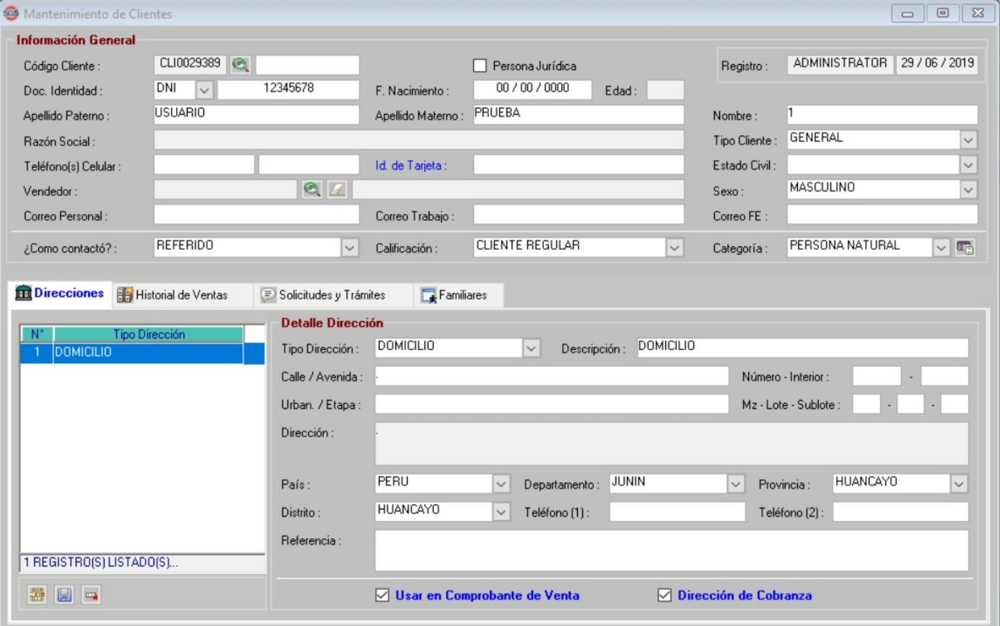 SG5 Mantenimiento de Clientes
Información General
Código Cliente : CLI0029389 Persona Jurídica Registro : ADMINISTRATOR 29 / 06 / 2019
Doc. Identidad : DNI 12345678 F. Nacimiento : 00 / 00 / 0000 Edad :
Apellido Paterno : USUARIO Apellido Materno : PRUEBA Nombre : 1
Razón Social : Tipo Cliente : GENERAL
Teléfono(s) Celular : Id. de Tarjeta : Estado Civil :
Vendedor : Sexo : MASCULINO
Correo Personal : Correo Trabajo : Correo FE :
¿Como contactó? : REFERIDO Calificación : CLIENTE REGULAR Categoría : PERSONA NATURAL
Direcciones Historial de Ventas Solicitudes y Trámites Familiares
N° Tipo Dirección
1 DOMICILIO
1 REGISTRO(S) LISTADO(S)...
Detalle Dirección
Tipo Dirección : DOMICILIO Descripción : DOMICILIO
Calle / Avenida : . Número - Interior : -
Urban. / Etapa : Mz - Lote - Sublote : - -
Dirección : .
País : PERU Departamento : JUNIN Provincia : HUANCAYO
Distrito : HUANCAYO Teléfono (1) : Teléfono (2) :
Referencia :
Usar en Comprobante de Venta Dirección de Cobranza